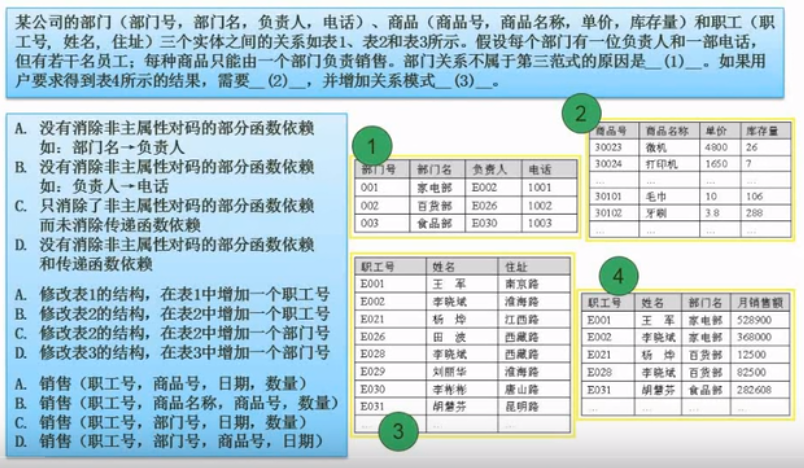 某公司的部门（部门号，部门名，负责人，电话）、商品（商品号，商品名称，单价，库存量）和职工（职
工号，姓名，住址）三个实体之间的关系如表1、表2和表3所示。假设每个部门有一位负责人和一部电话，
但有若干名员工；每种商品只能由一个部门负责销售。部门关系不属于第三范式的原因是__(1)__。如果用
户要求得到表4所示的结果，需要__(2)__，并增加关系模式__(3)__。
A. 没有消除非主属性对码的部分函数依赖
如：部门名→负责人
B. 没有消除非主属性对码的部分函数依赖
如：负责人→电话
C. 只消除了非主属性对码的部分函数依赖
而未消除传递函数依赖
D. 没有消除非主属性对码的部分函数依赖
和传递函数依赖
A. 修改表1的结构，在表1中增加一个职工号
B. 修改表2的结构，在表2中增加一个职工号
C. 修改表2的结构，在表2中增加一个部门号
D. 修改表3的结构，在表3中增加一个部门号
A. 销售（职工号，商品号，日期，数量）
B. 销售（职工号，商品名称，商品号，数量）
C. 销售（职工号，部门号，日期，数量）
D. 销售（职工号，部门号，商品号，日期）
1
部门号 部门名 负责人 电话
001 家电部 E002 1001
002 百货部 E026 1002
003 食品部 E030 1003
2
商品号 商品名称 单价 库存量
30023 微机 4800 26
30024 打印机 1650 7
… … … …
30101 毛巾 10 106
30102 牙刷 3.8 288
… … … …
职工号 姓名 住址
E001 王 军 南京路
E002 李晓斌 淮海路
E021 杨 烨 江西路
E026 田 波 西藏路
E028 李晓斌 西藏路
E029 刘丽华 淮海路
E030 李彬彬 唐山路
E031 胡慧芬 昆明路
… … …
3
4
职工号 姓名 部门名 月销售额
E001 王 军 家电部 528900
E002 李晓斌 家电部 368000
E021 杨 烨 百货部 12500
E028 李晓斌 百货部 82500
E031 胡慧芬 食品部 282608
… … … …